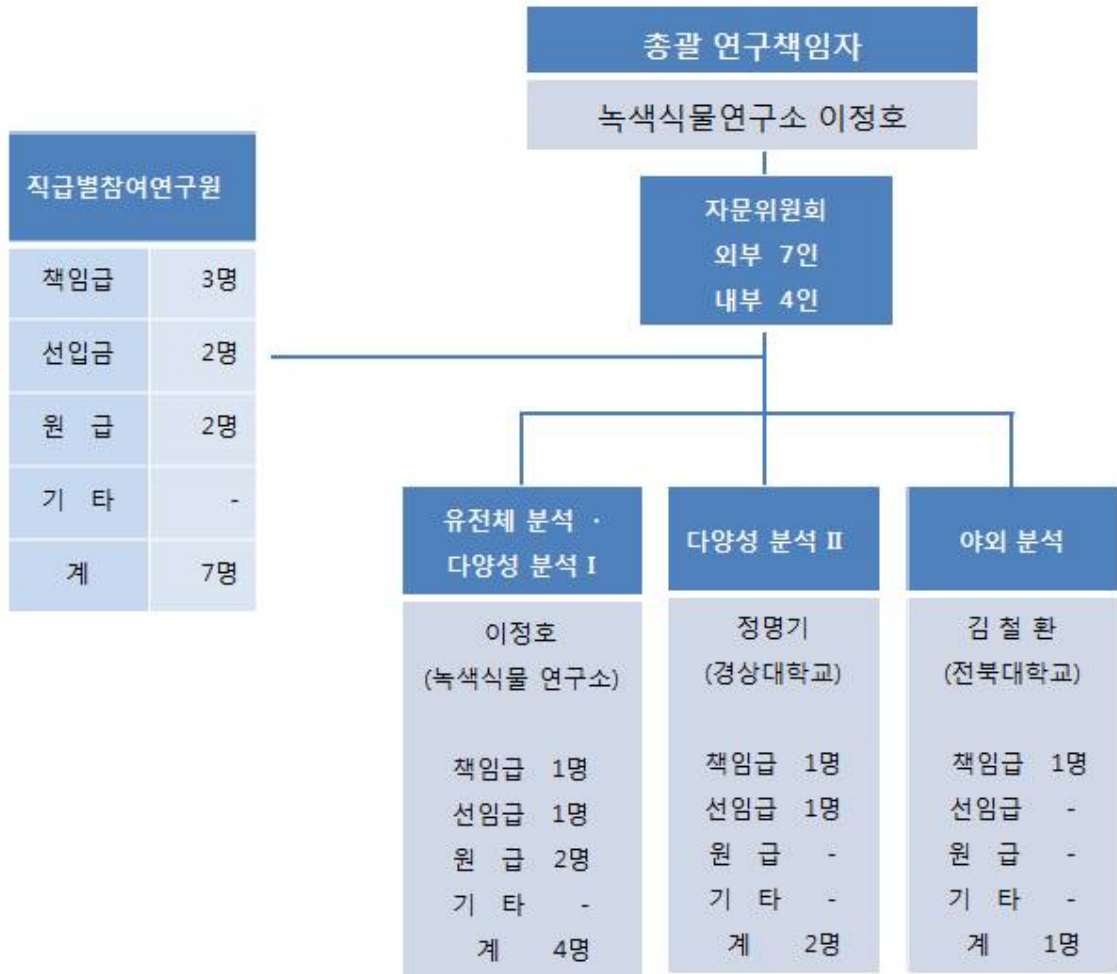 총괄 연구책임자
녹색식물연구소 이정호
자문위원회
외부 7인
내부 4인
직급별참여연구원
책임급 3명
선입금 2명
원 급 2명
기 타 -
계 7명
유전체 분석 ·
다양성 분석 I
이정호
(녹색식물 연구소)
책임급 1명
선임급 1명
원 급 2명
기 타 -
계 4명
다양성 분석 Ⅱ
정명기
(경상대학교)
책임급 1명
선임급 1명
원 급 -
기 타 -
계 2명
야외 분석
김 철 환
(전북대학교)
책임급 1명
선임급 -
원 급 -
기 타 -
계 1명